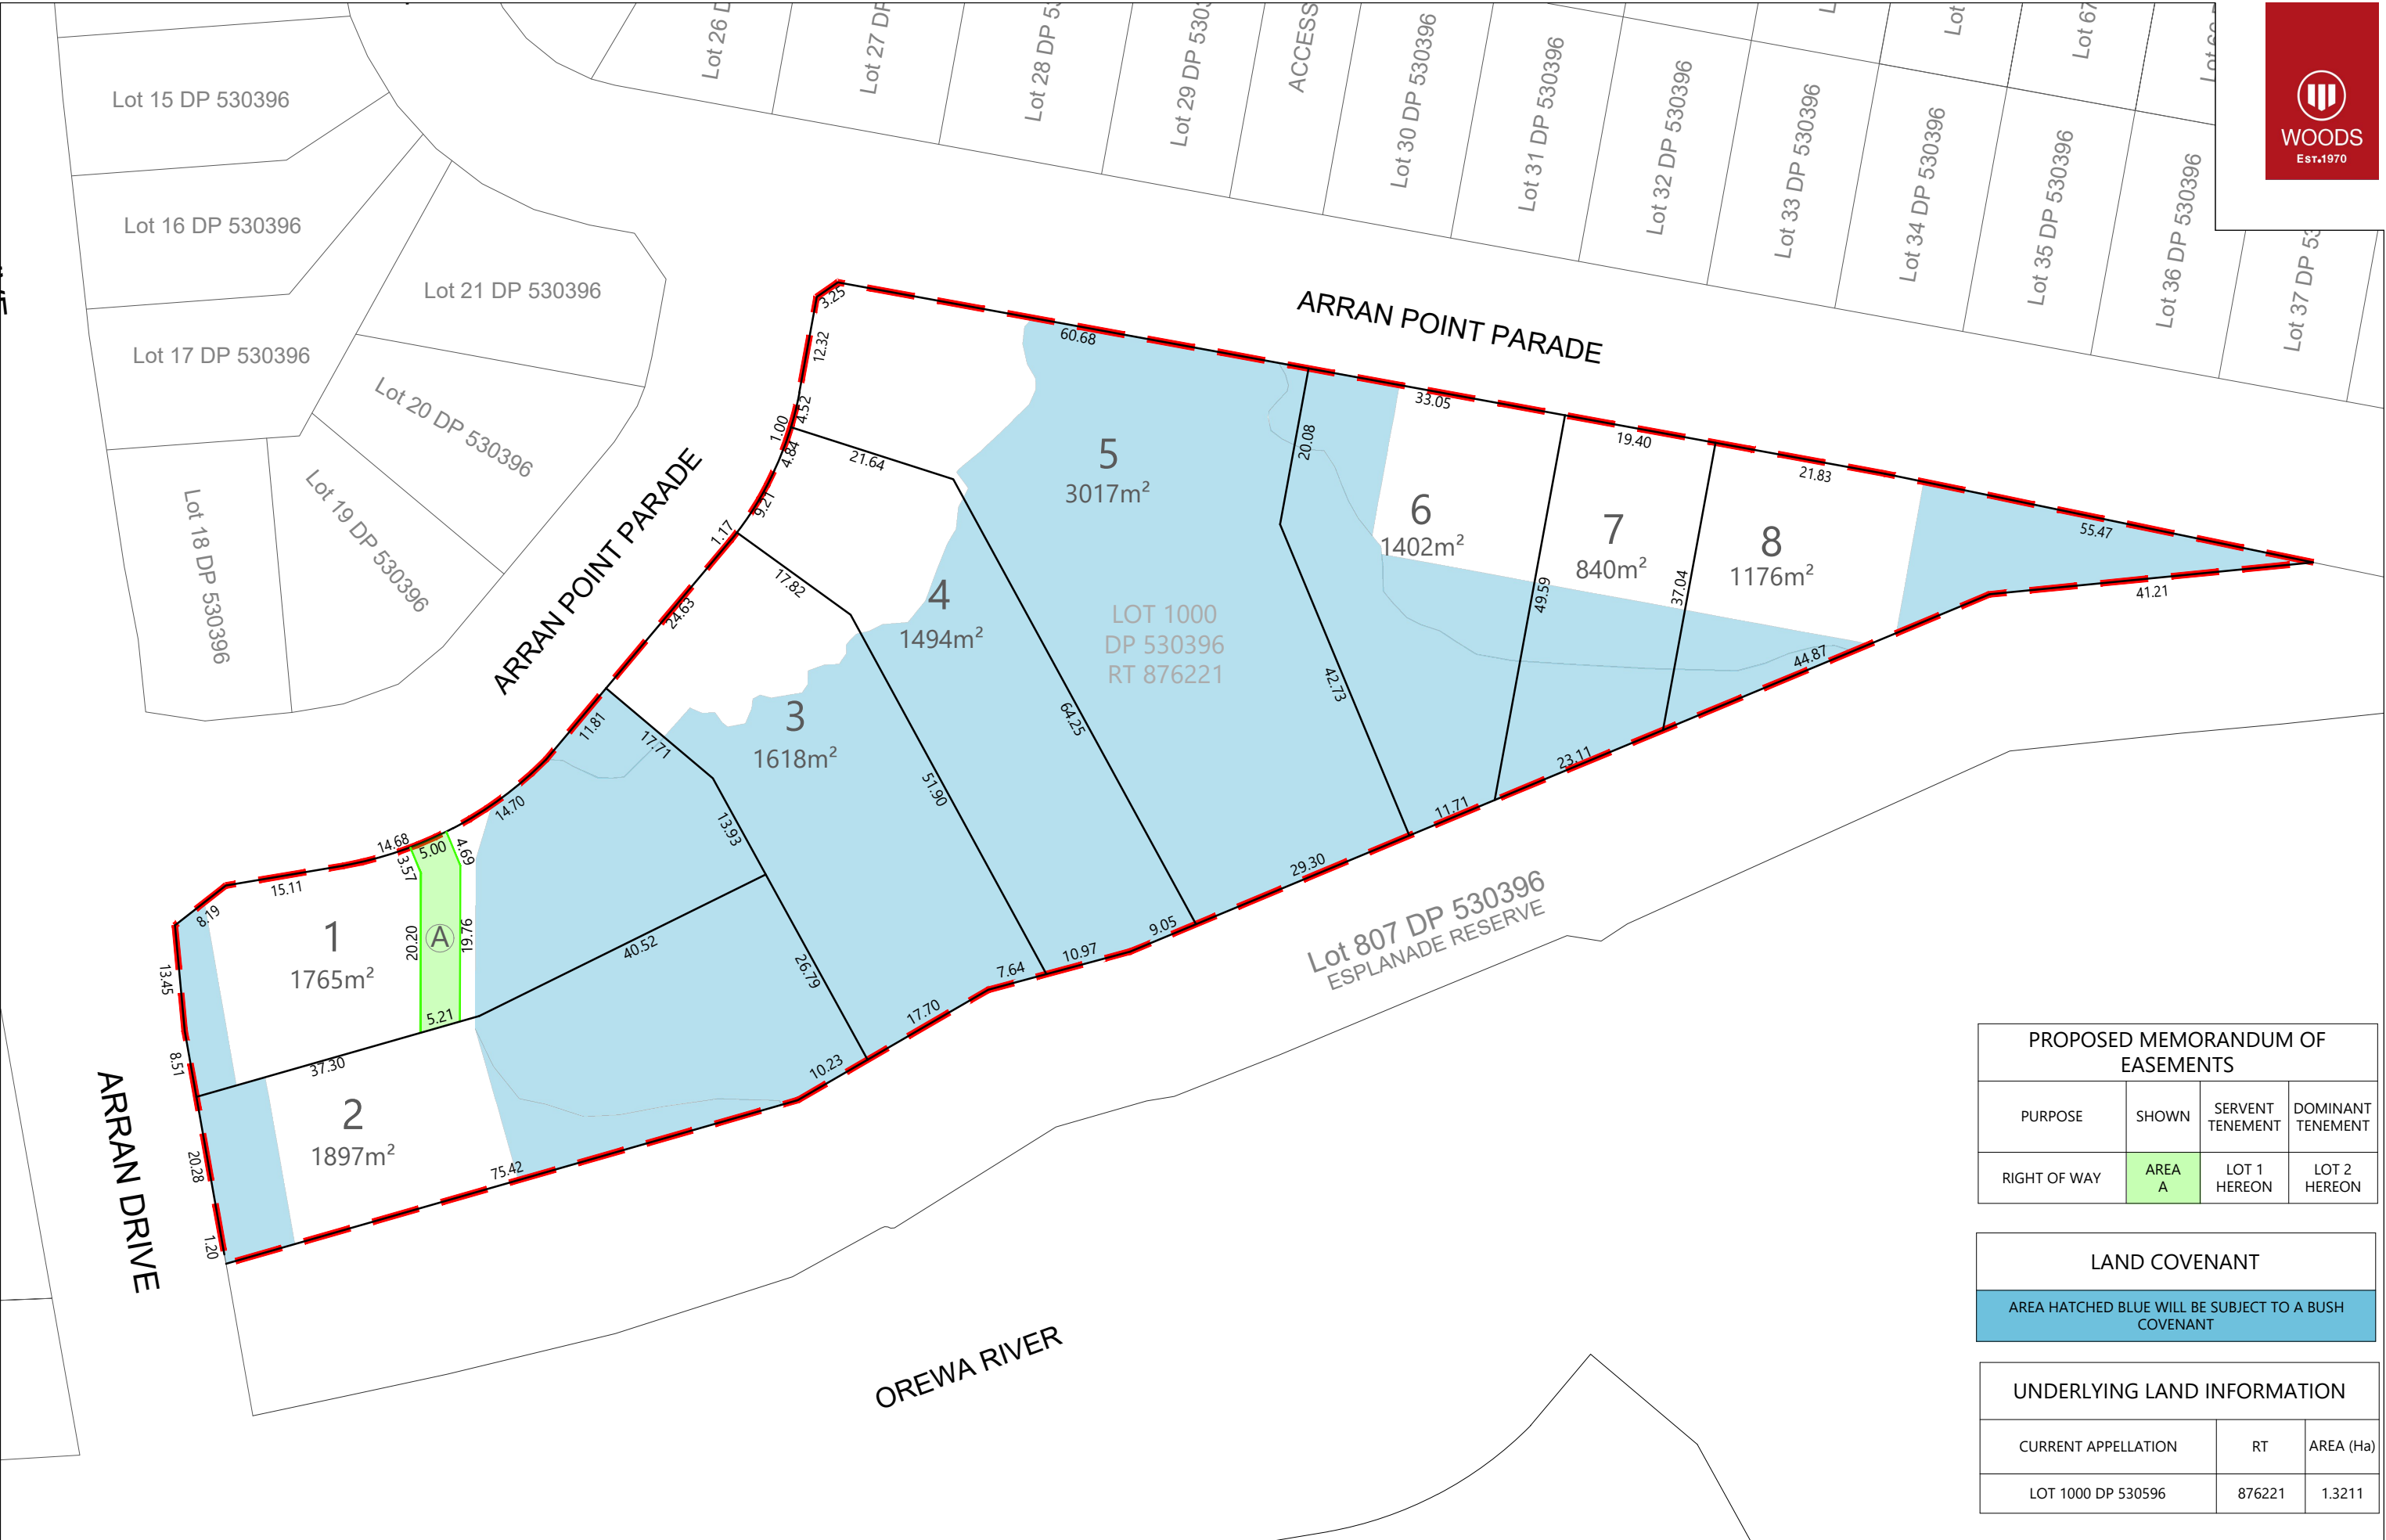 Lot 15 DP 530396
Lot 16 DP 530396
Lot 17 DP 530396
Lot 18 DP 530396
Lot 19 DP 530396
Lot 20 DP 530396
Lot 21 DP 530396
Lot 26
Lot 27
Lot 28 DP
Lot 29 DP
ACCESS
Lot 30 DP 530396
Lot 31 DP 530396
Lot 32 DP 530396
Lot 33 DP 530396
Lot 34 DP 530396
Lot 35 DP 530396
Lot 36 DP 530396
Lot 37 DP
Lot
Lot 67
WOODS
EST.1970
ARRAN POINT PARADE
ARRAN POINT PARADE
ARRAN DRIVE
OREWA RIVER
Lot 807 DP 530396
ESPLANADE RESERVE
LOT 1000
DP 530396
RT 876221
1
1765m²
2
1897m²
3
1618m²
4
1494m²
5
3017m²
6
1402m²
7
840m²
8
1176m²
A
3.25
12.32
4.52
1.00
4.84
9.21
1.17
24.63
11.81
14.70
14.68
15.11
8.19
13.45
8.51
20.28
1.20
60.68
33.05
19.40
21.83
55.47
41.21
44.87
23.11
11.71
29.30
9.05
10.97
7.64
17.70
10.23
75.42
21.64
17.82
17.71
13.93
26.79
40.52
37.30
5.21
5.00
4.69
3.57
20.20
19.76
51.90
64.25
20.08
42.73
49.59
37.04
PROPOSED MEMORANDUM OF
EASEMENTS
PURPOSE SHOWN SERVENT TENEMENT DOMINANT TENEMENT
RIGHT OF WAY AREA A LOT 1 HEREON LOT 2 HEREON
LAND COVENANT
AREA HATCHED BLUE WILL BE SUBJECT TO A BUSH
COVENANT
UNDERLYING LAND INFORMATION
CURRENT APPELLATION RT AREA (Ha)
LOT 1000 DP 530596 876221 1.3211